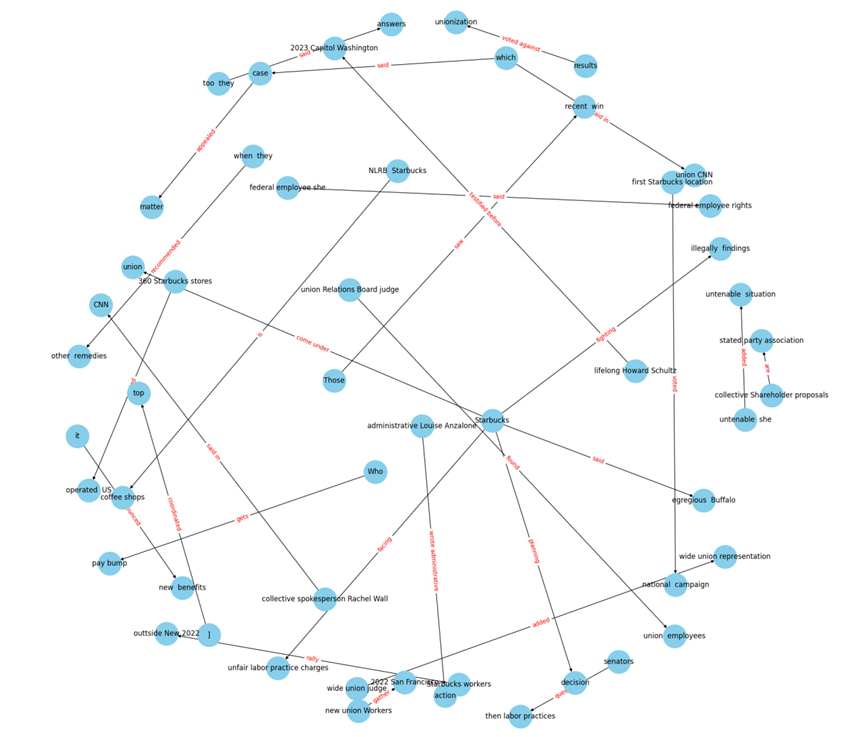 answers
unionization
2023 Capitol Washington
voted against
said
which
said
results
case
too they
recent win
said in
appealed
when they
NLRB Starbucks
union CNN
first Starbucks location
federal employee she
said
federal employee rights
matter
testified before
saw
illegally findings
recommended
union
360 Starbucks stores
union Relations Board judge
untenable situation
CNN
is
fighting
come under
stated party association
other remedies
added
are
Those
lifelong Howard Schultz
voted
top
collective Shareholder proposals
Starbucks
untenable she
administrative Louise Anzalone
It
said in
found
said
Who
operated US
coffee shops
egregious Buffalo
coordinated
gets
facing
planning
wrote administrative
wide union representation
pay bump
new benefits
national campaign
collective spokesperson Rachel Wall
added
outtside New 2022
]
union employees
rally
senators
unfair labor practice charges
2022 San Francisco
Starbucks workers
decision
wide union judge
gather
action
new union Workers
then labor practices